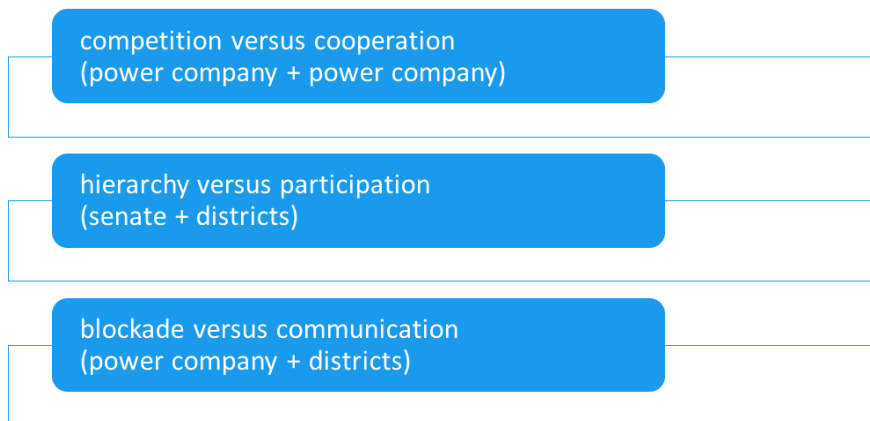 competition versus cooperation
(power company + power company)
hierarchy versus participation
(senate + districts)
blockade versus communication
(power company + districts)